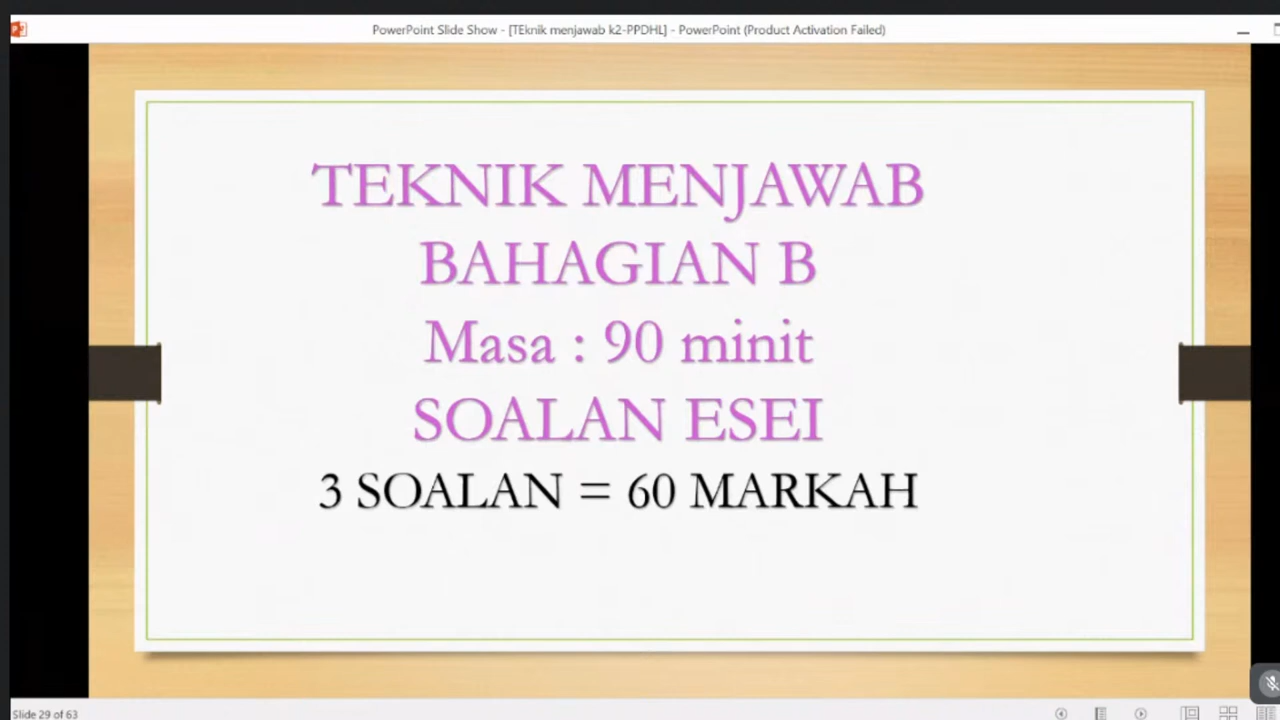 PowerPoint Slide Show - [TEknik menjawab k2-PPDHL] - PowerPoint (Product Activation Failed)
TEKNIK MENJAWAB
BAHAGIAN B
Masa : 90 minit
SOALAN ESEI
3 SOALAN = 60 MARKAH
Slide 29 of 63